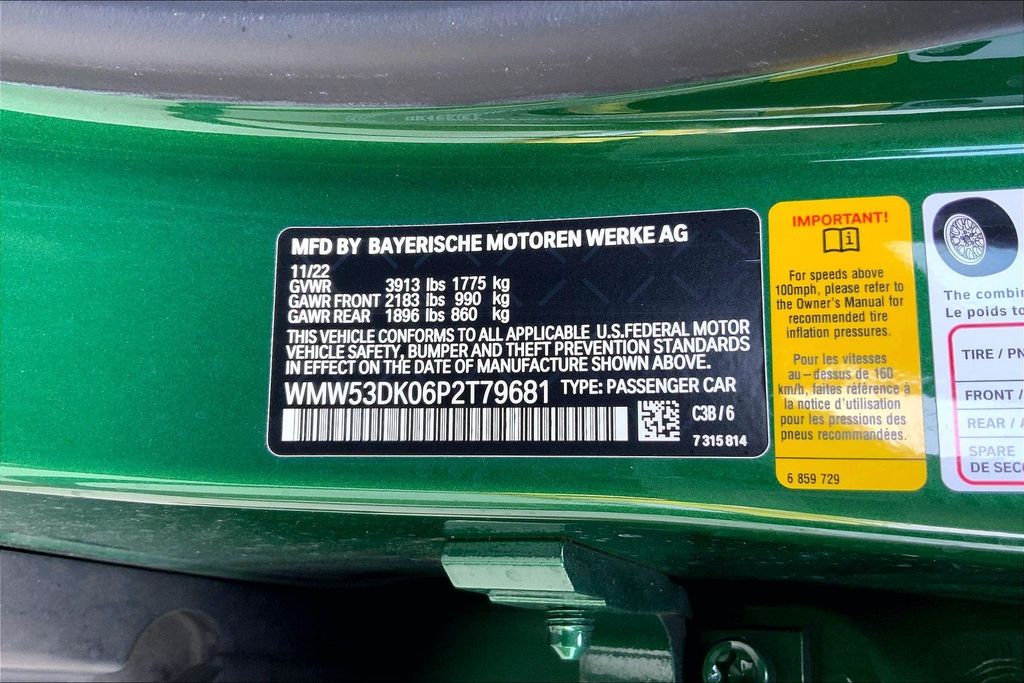 MFD BY BAYERISCHE MOTOREN WERKE AG
11/22
GVWR 3913 lbs 1775 kg
GAWR FRONT 2183 lbs 990 kg
GAWR REAR 1896 lbs 860 kg
THIS VEHICLE CONFORMS TO ALL APPLICABLE U.S.FEDERAL MOTOR
VEHICLE SAFETY, BUMPER AND THEFT PREVENTION STANDARDS
IN EFFECT ON THE DATE OF MANUFACTURE SHOWN ABOVE.
WMW53DK06P2T79681 TYPE: PASSENGER CAR
C3B / 6
7 315 814
IMPORTANT!
For speeds above
100mph, please refer to
the Owner's Manual for
recommended tire
inflation pressures.
Pour les vitesses
au – dessus de 160
km/h, faites référence à
la notice d'utilisation
pour les pressions des
pneus recommandées.
6 859 729
The
Le poids
TIRE /
FRONT /
REAR /
SPARE
DE